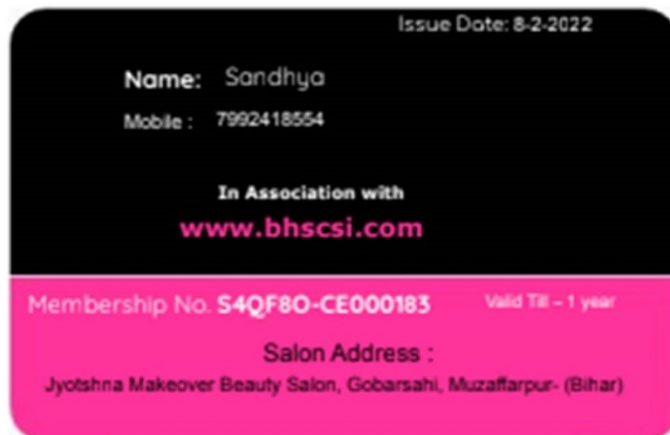 Issue Date: 8-2-2022
Name: Sandhya
Mobile : 7992418554
In Association with
www.bhscsi.com
Membership No. S4QF8O-CE000183 Valid Till – 1 year
Salon Address :
Jyotshna Makeover Beauty Salon, Gobarsahi, Muzaffarpur- (Bihar)